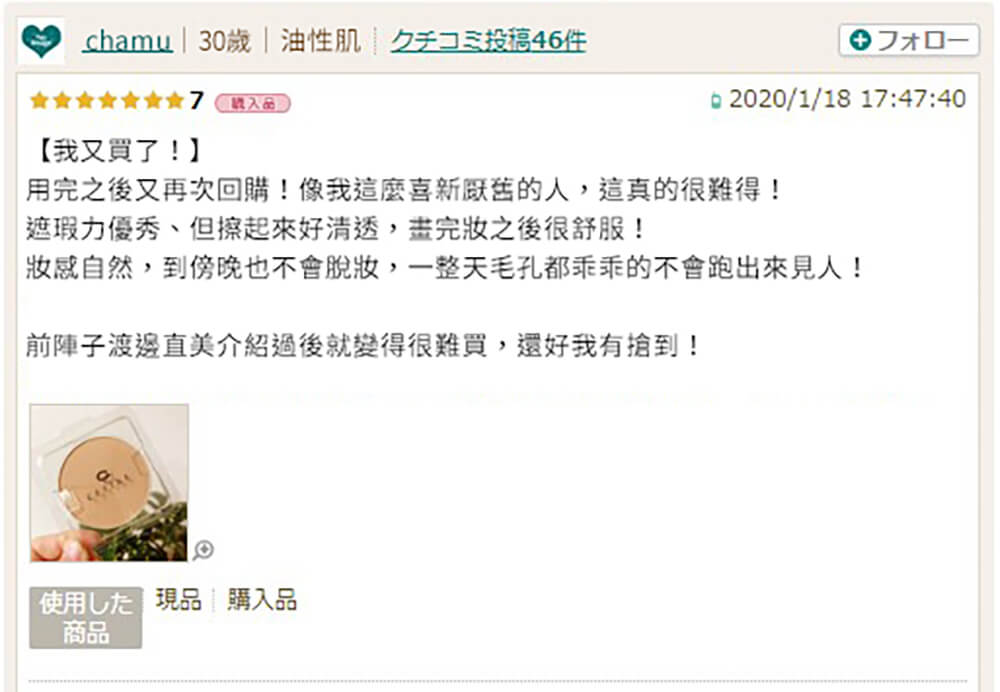 chamu 30歳 油性肌 クチコミ投稿46件
フォロー
7 購入品 2020/1/18 17:47:40
【我又買了！】
用完之後又再次回購！像我這麼喜新厭舊的人，這真的很難得！
遮瑕力優秀、但擦起來好清透，畫完妝之後很舒服！
妝感自然，到傍晚也不會脫妝，一整天毛孔都乖乖的不會跑出來見人！
前陣子渡邊直美介紹過後就變得很難買，還好我有搶到！
使用した
商品
現品 購入品